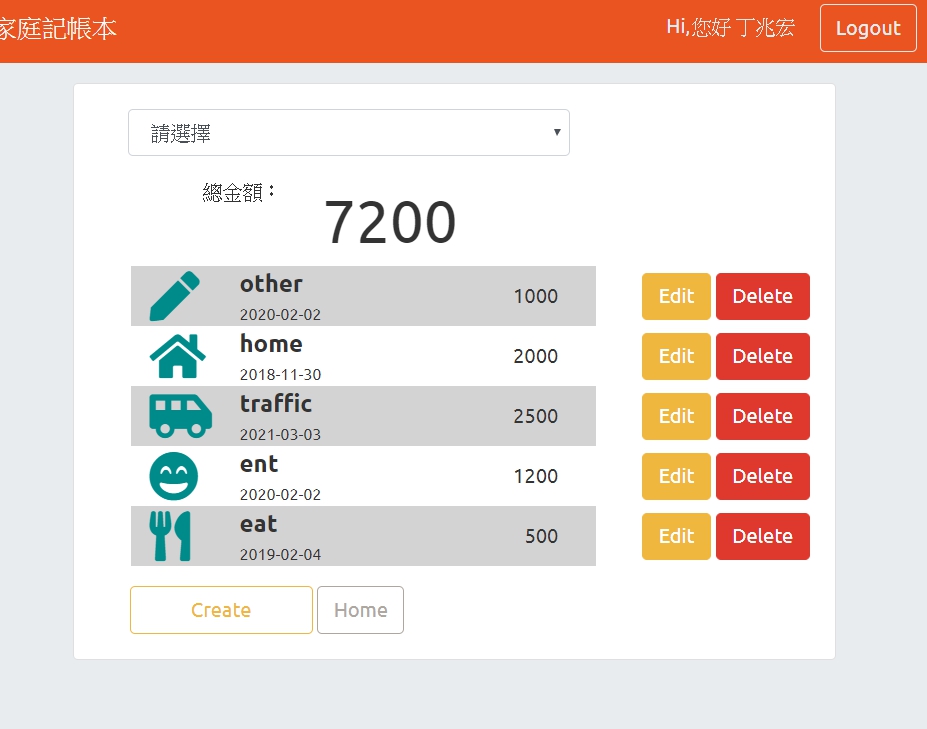 家庭記帳本
Hi,您好 丁兆宏
Logout
請選擇
總金額：
7200
other
2020-02-02
1000
Edit
Delete
home
2018-11-30
2000
Edit
Delete
traffic
2021-03-03
2500
Edit
Delete
ent
2020-02-02
1200
Edit
Delete
eat
2019-02-04
500
Edit
Delete
Create
Home